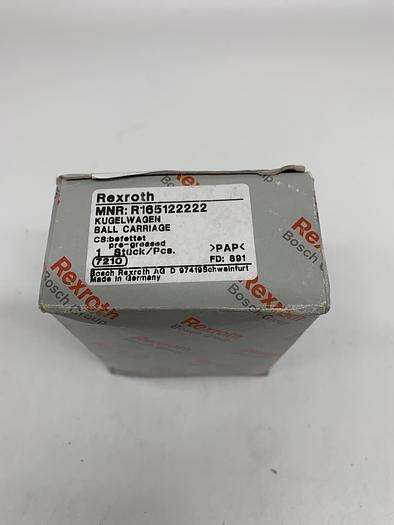 Rexroth
MNR: R165122222
KUGELWAGEN
BALL CARRIAGE
CS:befettet
pre-greased >PAP<
1 Stück/Pcs.
7210 FD: 891
Bosch Rexroth AG D 97419Schweinfurt
Made in Germany
Rexroth
Bosch Group
Rexroth
Bosch Group
Rexroth